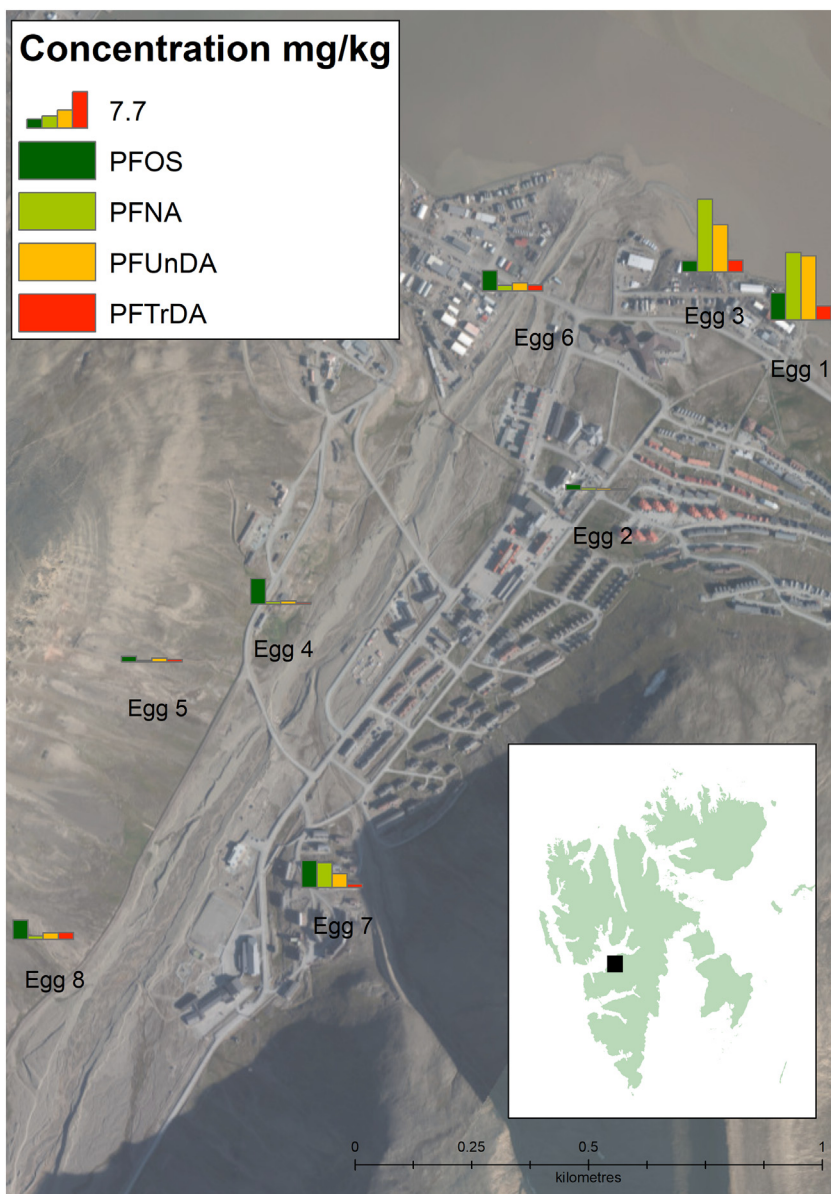 Concentration mg/kg
7.7
PFOS
PFNA
PFUnDA
PFTrDA
Egg 3
Egg 6
Egg 1
Egg 2
Egg 4
Egg 5
Egg 7
Egg 8
0 0.25 0.5 1
kilometres